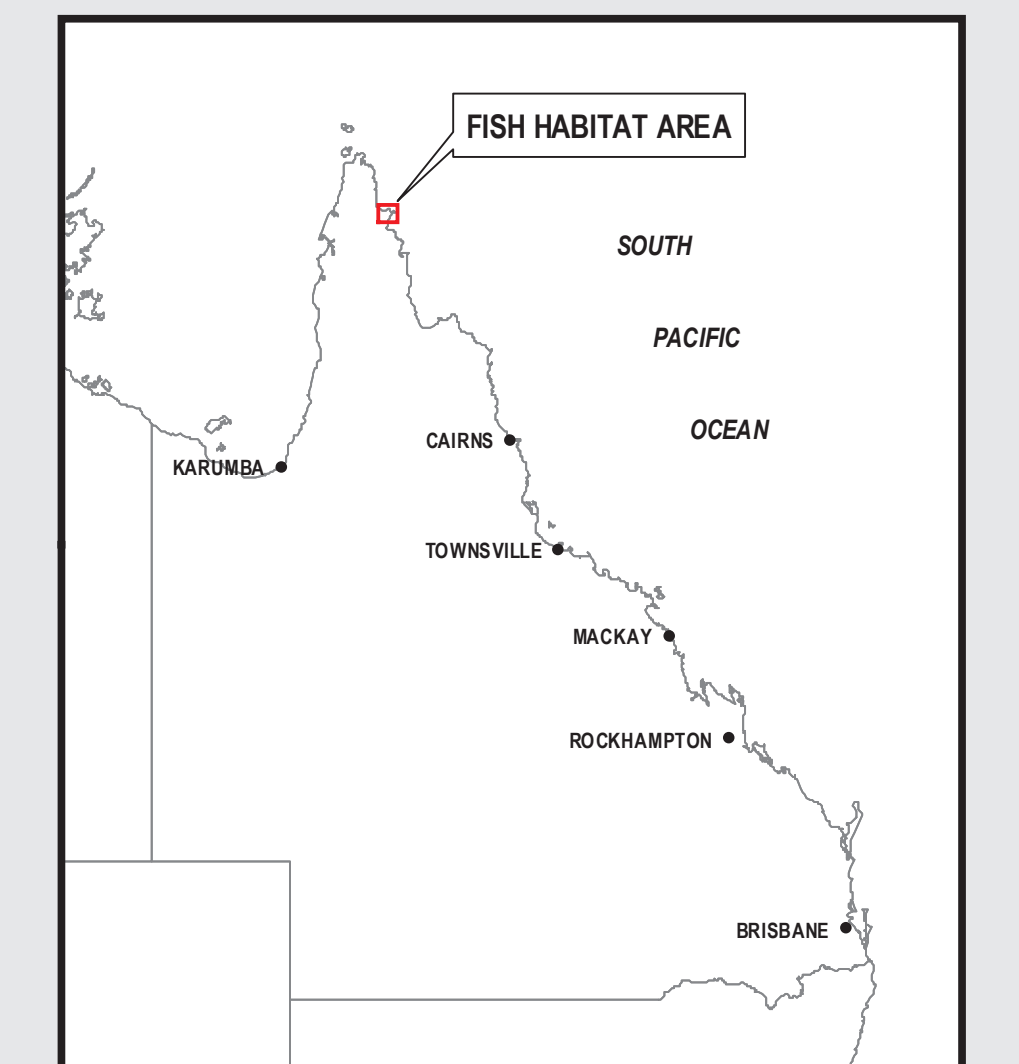 FISH HABITAT AREA
SOUTH
PACIFIC
OCEAN
CAIRNS
KARUMBA
TOWNSVILLE
MACKAY
ROCKHAMPTON
BRISBANE